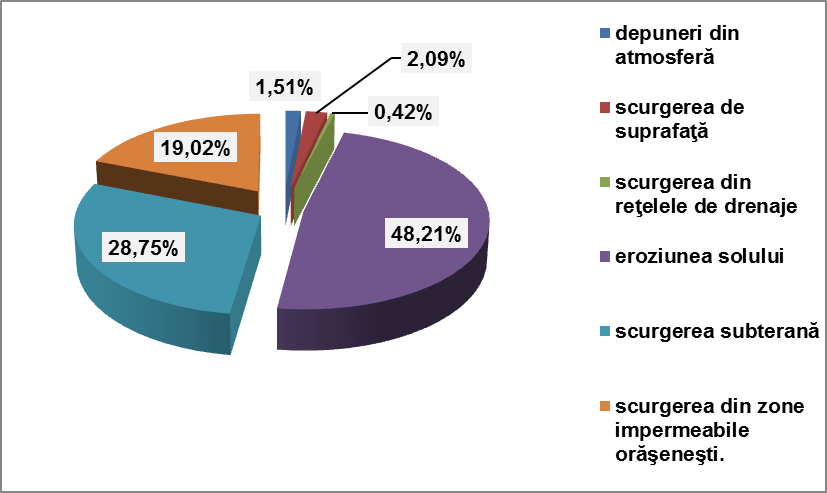 1,51%
2,09%
0,42%
19,02%
48,21%
28,75%
depuneri din
atmosferă
scurgerea de
suprafaţă
scurgerea din
reţelele de drenaje
eroziunea solului
scurgerea subterană
scurgerea din zone
impermeabile
orăşeneşti.